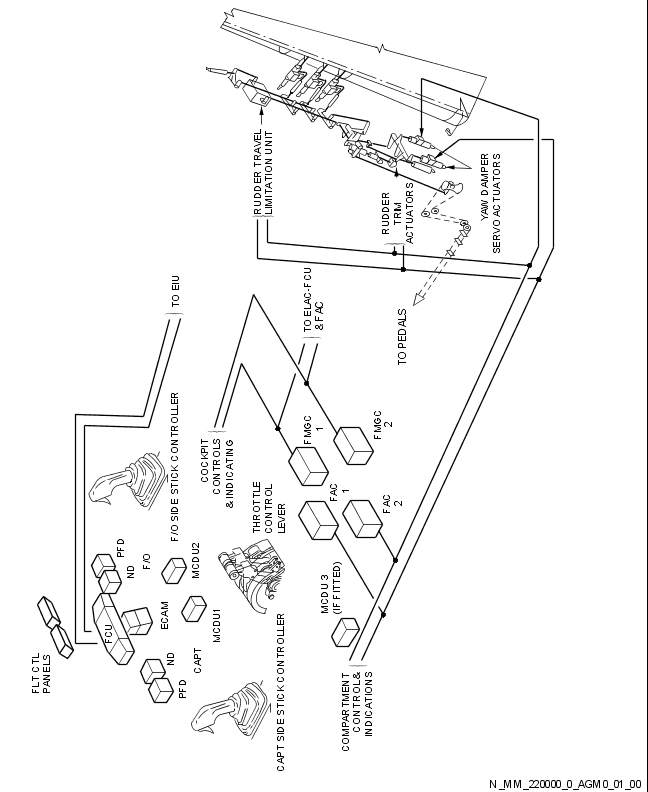 RUDDER TRAVEL
LIMITATION UNIT
RUDDER
TRIM
ACTUATORS
YAW DAMPER
SERVO ACTUATORS
TO PEDALS
TO EIU
TO ELAC-FCU
& FAC
F/O SIDE STICK CONTROLLER
COCKPIT
CONTROLS
& INDICATING
FMGC
1
FMGC
2
THROTTLE
CONTROL
LEVER
FAC
1
FAC
2
PFD
ND
F/O
MCDU2
FLT CTL
PANELS
FCU
ECAM
MCDU1
MCDU 3
(IF FITTED)
ND
CAPT
PFD
CAPT SIDE STICK CONTROLLER
COMPARTMENT
CONTROL&
INDICATIONS
N_MM_220000_0_AGM0_01_00